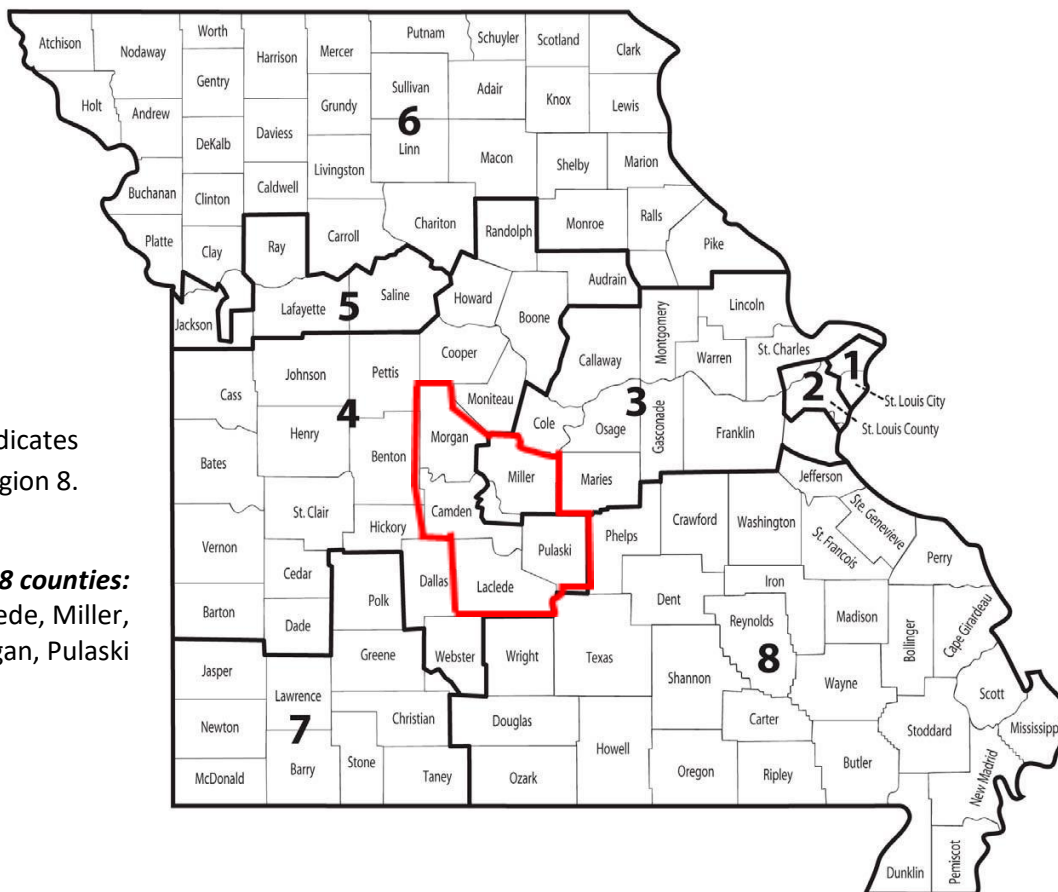 Atchison
Nodaway
Worth
Harrison
Mercer
Putnam
Schuyler
Scotland
Clark
Gentry
Sullivan
Adair
Knox
Lewis
Holt
Andrew
Grundy
6
DeKalb
Daviess
Linn
Macon
Shelby
Marion
Livingston
Buchanan
Clinton
Caldwell
Chariton
Randolph
Monroe
Ralls
Platte
Clay
Ray
Carroll
Pike
Audrain
Jackson
Lafayette
5
Saline
Howard
Boone
Montgomery
Lincoln
Cooper
Callaway
Warren
St. Charles
1
Cass
Johnson
Pettis
Moniteau
2
St. Louis City
4
Cole
3
Osage
Gasconade
Franklin
St. Louis County
dicates
Henry
Benton
Morgan
Bates
Miller
Maries
Jefferson
gion 8.
St. Clair
Camden
Ste. Genevieve
Hickory
Phelps
Crawford
Washington
St. Francois
Vernon
Pulaski
Perry
8 counties:
Cedar
Dallas
Laclede
Iron
ede, Miller,
Barton
Polk
Dent
Reynolds
Madison
Cape Girardeau
gan, Pulaski
Dade
Bollinger
Jasper
Greene
Webster
Wright
Texas
8
Shannon
Wayne
Lawrence
Scott
7
Newton
Christian
Douglas
Carter
Stoddard
Mississipp
Howell
McDonald
Barry
Stone
Taney
Ozark
Oregon
Ripley
Butler
New Madrid
Dunklin
Pemiscot